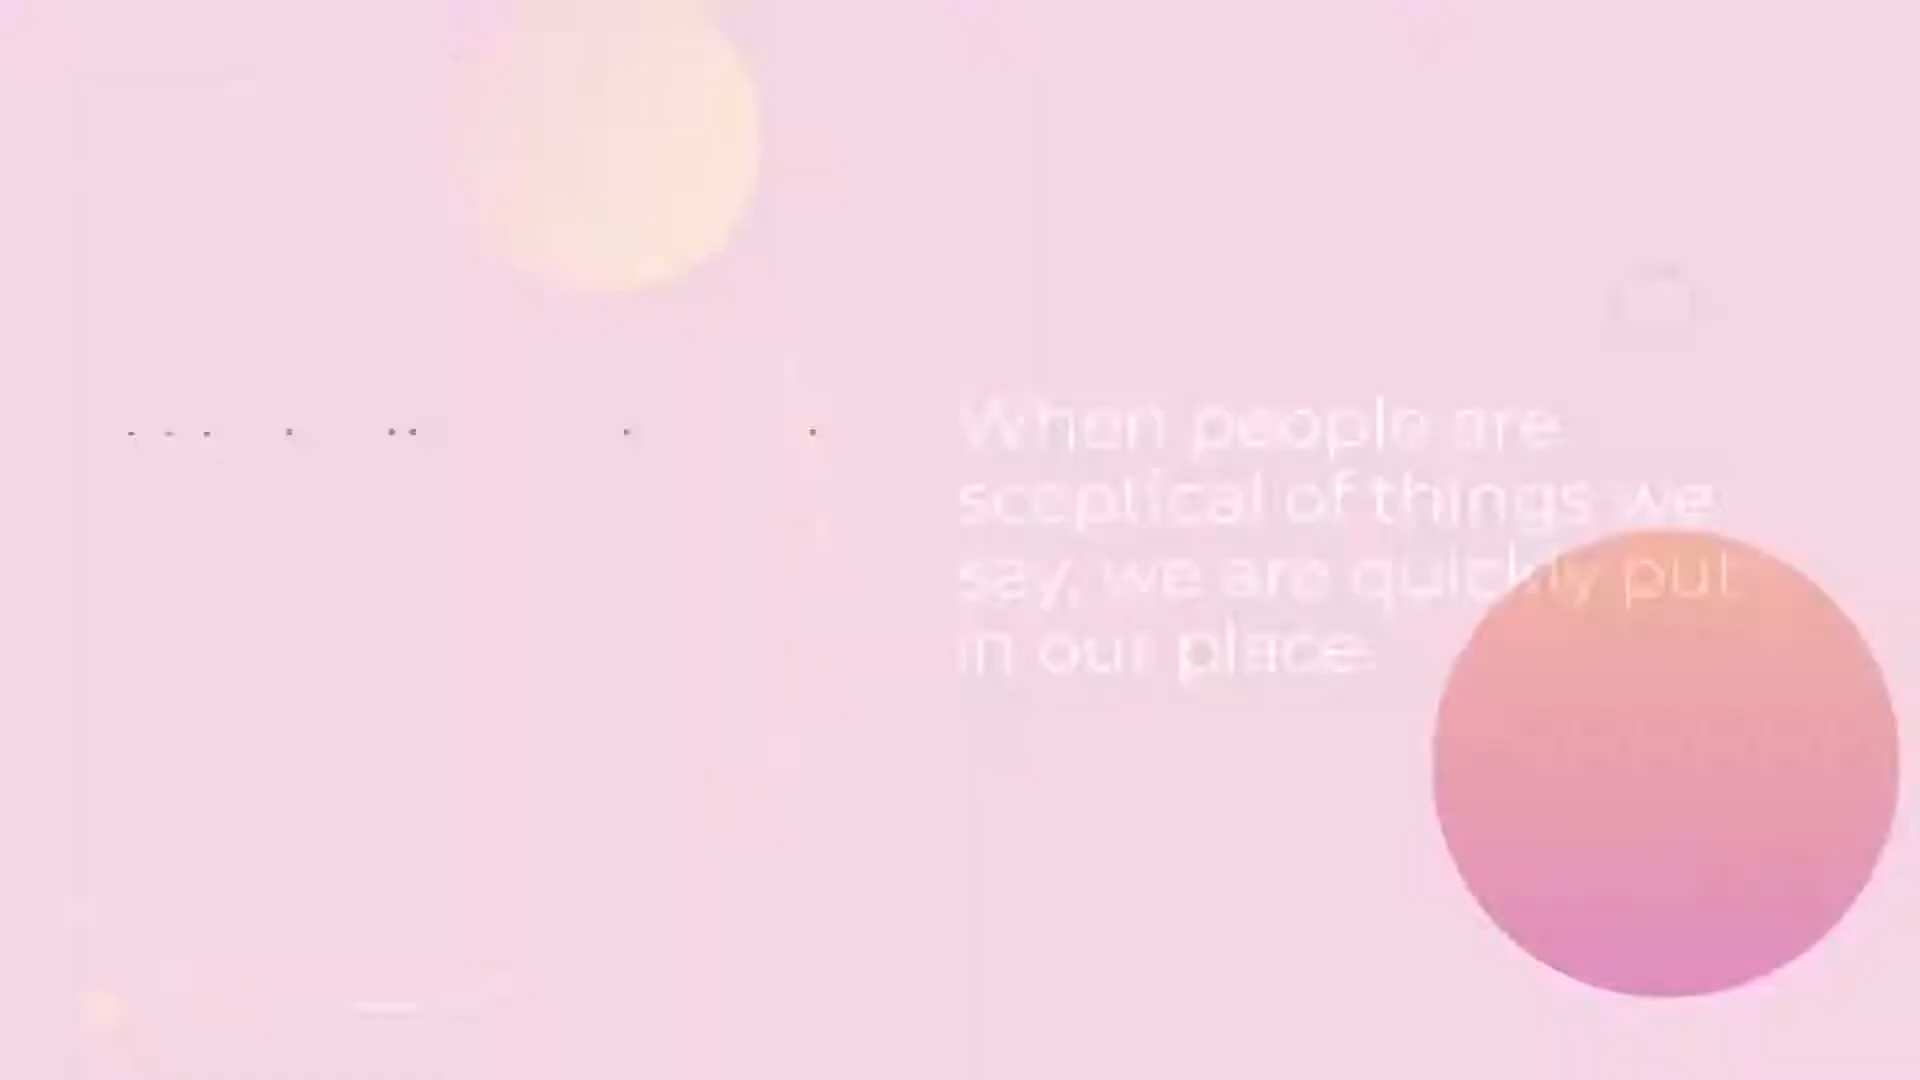 When people are
sceptical of things we
say, we are quickly put
in our place.